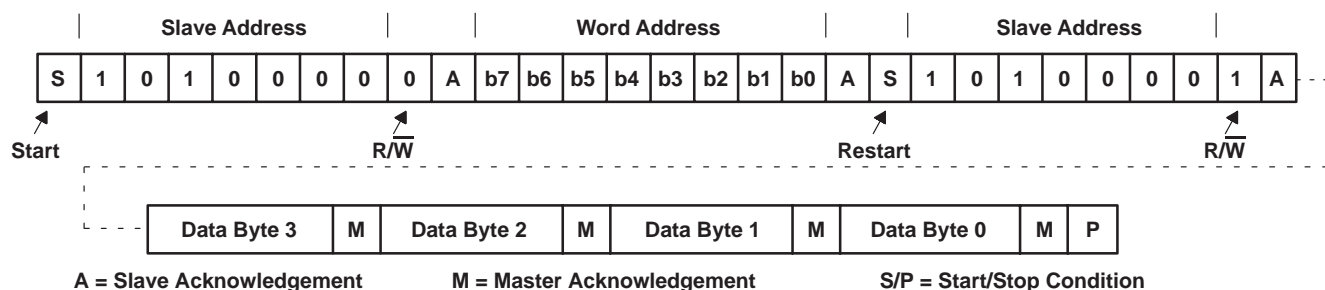 Slave Address Word Address Slave Address
S 1 0 1 0 0 0 0 0 A b7 b6 b5 b4 b3 b2 b1 b0 A S 1 0 1 0 0 0 0 1 A
Start R/W̅ Restart R/W̅
Data Byte 3 M Data Byte 2 M Data Byte 1 M Data Byte 0 M P
A = Slave Acknowledgement M = Master Acknowledgement S/P = Start/Stop Condition